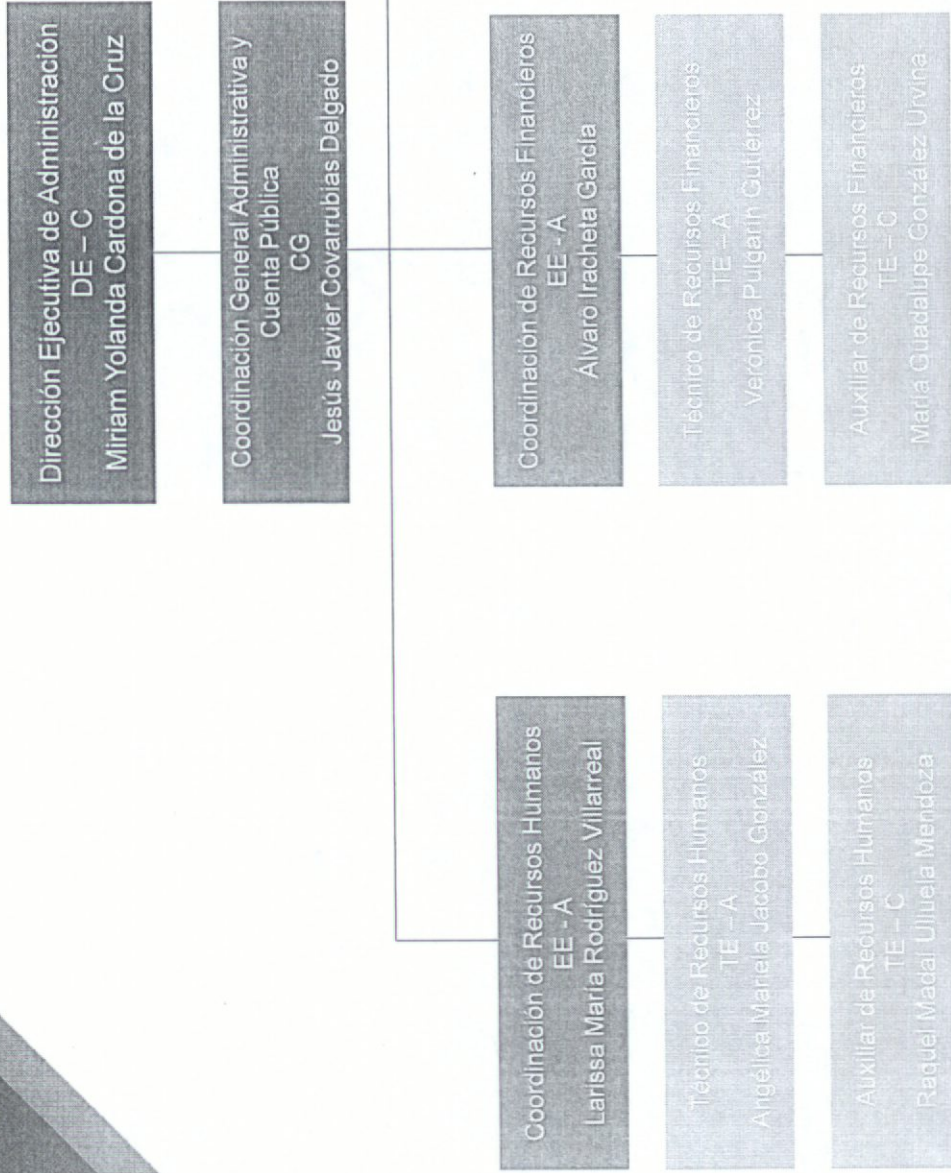 Dirección Ejecutiva de Administración
DE – C
Miriam Yolanda Cardona de la Cruz
Coordinación General Administrativa y
Cuenta Pública
CG
Jesús Javier Covarrubias Delgado
Coordinación de Recursos Humanos
EE - A
Larissa María Rodríguez Villarreal
Técnico de Recursos Humanos
TE – A
Angélica Mariela Jacobo González
Auxiliar de Recursos Humanos
TE – C
Raquel Madaí Ulluela Mendoza
Coordinación de Recursos Financieros
EE - A
Álvaro Iracheta García
Técnico de Recursos Financieros
TE – A
Verónica Pulgarín Gutiérrez
Auxiliar de Recursos Financieros
TE – C
María Guadalupe González Urvina